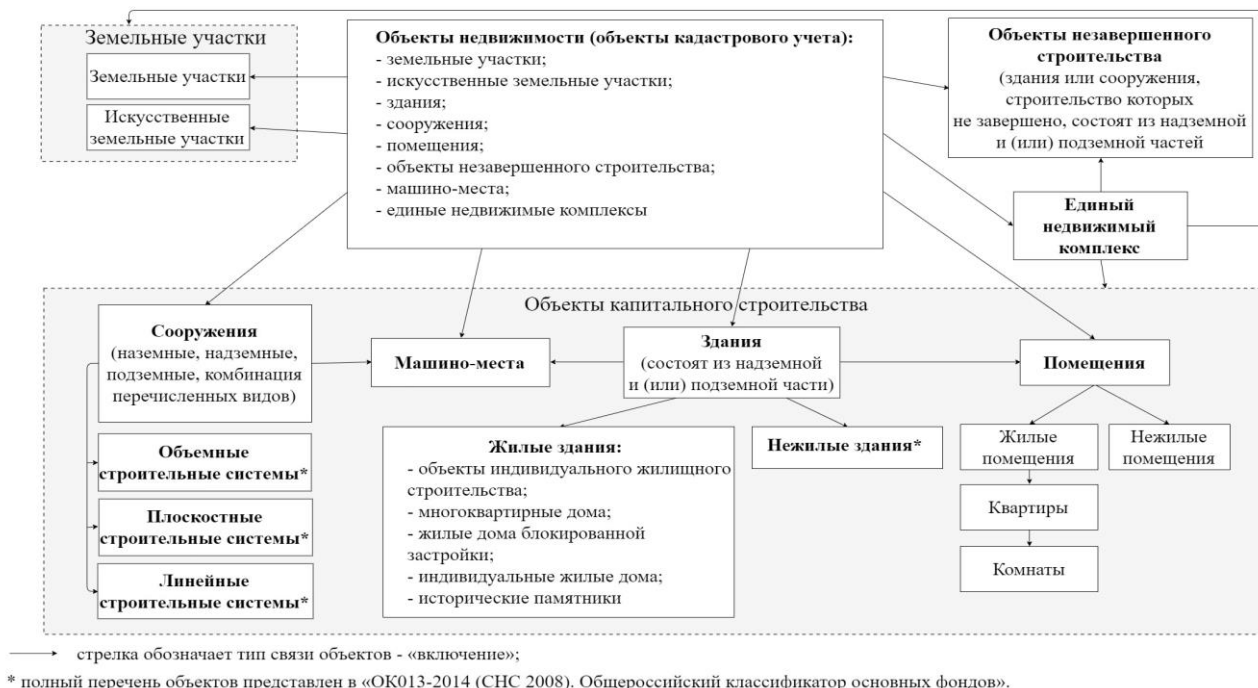 Земельные участки
Земельные участки
Искусственные
земельные участки
Объекты недвижимости (объекты кадастрового учета):
- земельные участки;
- искусственные земельные участки;
- здания;
- сооружения;
- помещения;
- объекты незавершенного строительства;
- машино-места;
- единые недвижимые комплексы
Объекты незавершенного
строительства
(здания или сооружения,
строительство которых
не завершено, состоят из надземной
и (или) подземной частей
Единый
недвижимый
комплекс
Объекты капитального строительства
Сооружения
(наземные, надземные,
подземные, комбинация
перечисленных видов)
Машино-места
Здания
(состоят из надземной
и (или) подземной части)
Помещения
Объемные
строительные системы*
Плоскостные
строительные системы*
Линейные
строительные системы*
Жилые здания:
- объекты индивидуального жилищного
строительства;
- многоквартирные дома;
- жилые дома блокированной
застройки;
- индивидуальные жилые дома;
- исторические памятники
Нежилые здания*
Жилые
помещения
Нежилые
помещения
Квартиры
Комнаты
стрелка обозначает тип связи объектов - «включение»;
* полный перечень объектов представлен в «ОК013-2014 (СНС 2008). Общероссийский классификатор основных фондов».